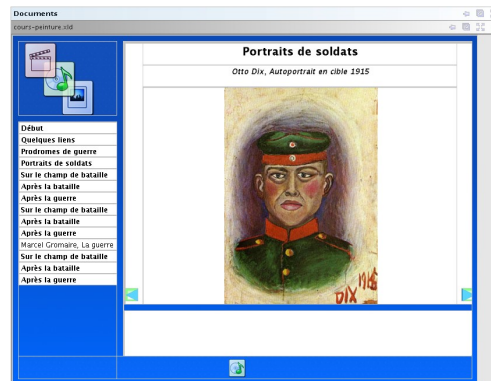 Documents
cours-peinture.xld
Portraits de soldats
Otto Dix, Autoportrait en cible 1915
Début
Quelques liens
Prodromes de guerre
Portraits de soldats
Sur le champ de bataille
Après la bataille
Après la guerre
Sur le champ de bataille
Après la bataille
Après la guerre
Marcel Gromaire, La guerre
Sur le champ de bataille
Après la bataille
Après la guerre
DIX 1915